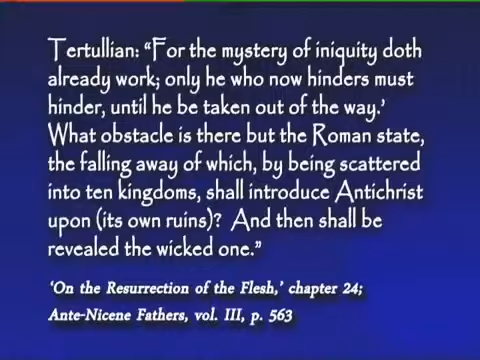 Tertullian: “For the mystery of iniquity doth
already work; only he who now hinders must
hinder, until he be taken out of the way.’
What obstacle is there but the Roman state,
the falling away of which, by being scattered
into ten kingdoms, shall introduce Antichrist
upon (its own ruins)? And then shall be
revealed the wicked one.”
‘On the Resurrection of the Flesh,’ chapter 24;
Ante-Nicene Fathers, vol. III, p. 563